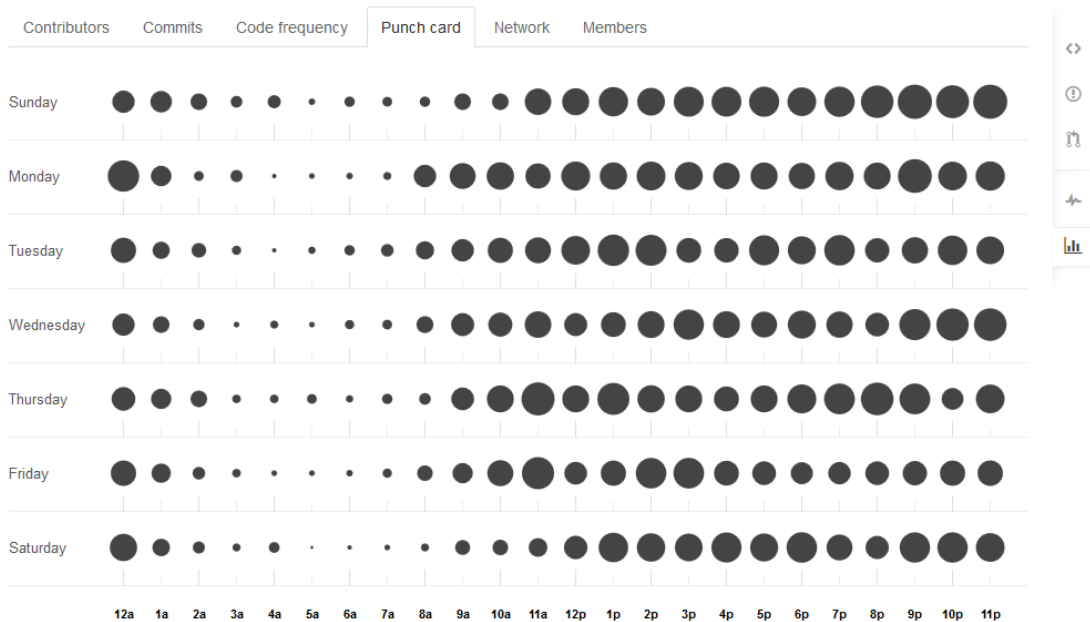 Contributors Commits Code frequency Punch card Network Members
Sunday
Monday
Tuesday
Wednesday
Thursday
Friday
Saturday
12a 1a 2a 3a 4a 5a 6a 7a 8a 9a 10a 11a 12p 1p 2p 3p 4p 5p 6p 7p 8p 9p 10p 11p